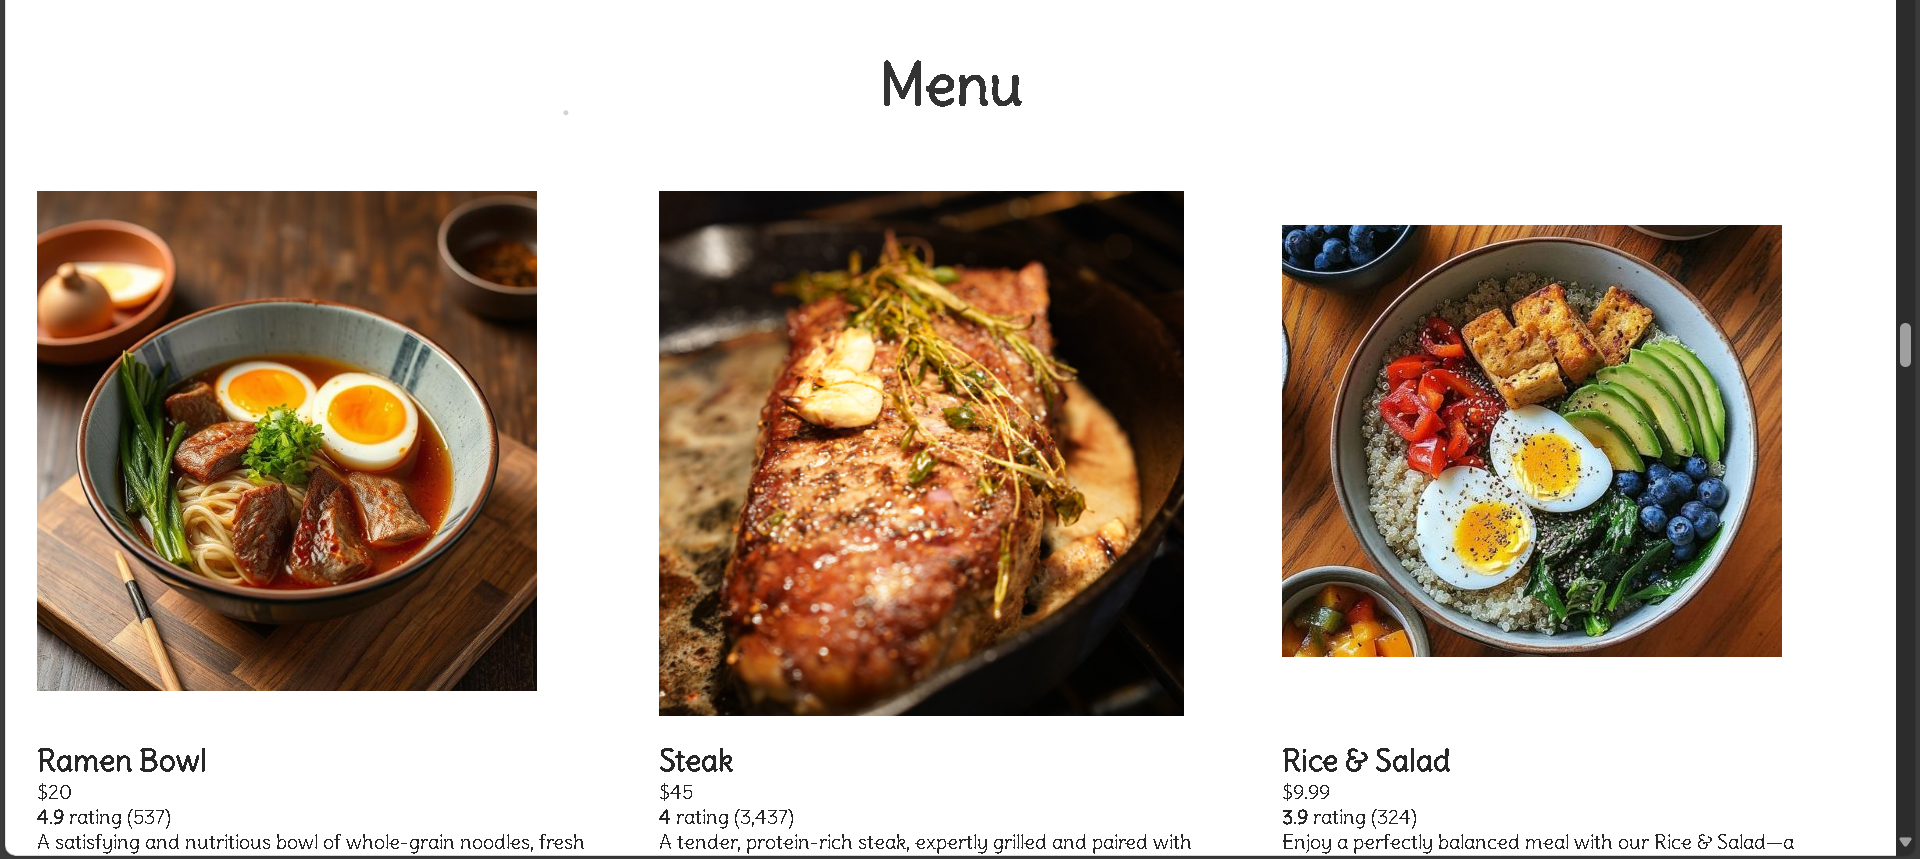 Menu
Ramen Bowl
$20
4.9 rating (537)
A satisfying and nutritious bowl of whole-grain noodles, fresh
Steak
$45
4 rating (3,437)
A tender, protein-rich steak, expertly grilled and paired with
Rice & Salad
$9.99
3.9 rating (324)
Enjoy a perfectly balanced meal with our Rice & Salad—a